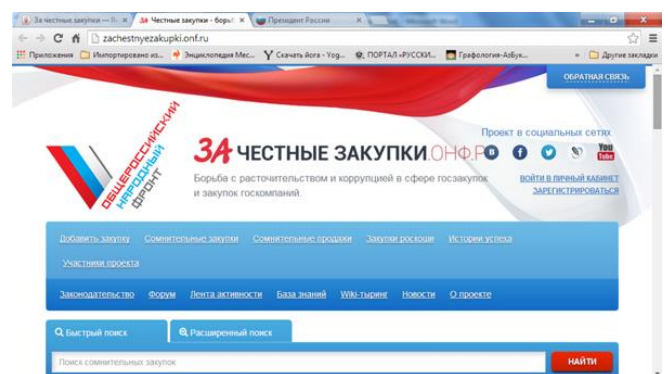 За честные закупки — Я
ЗА Честные закупки - борьб
Президент России
zachestnyezakupki.onf.ru
Приложения
Импортировано из...
Энциклопедия Мес...
Скачать йога - Yog...
ПОРТАЛ «РУССКИ...
Графология-АзБук...
Другие закладки
ОБРАТНАЯ СВЯЗЬ
ОБЩЕРОССИЙСКИЙ
НАРОДНЫЙ
ФРОНТ
ЗА ЧЕСТНЫЕ ЗАКУПКИ.ОНФ.Р
Борьба с расточительством и коррупцией в сфере госзакупок
и закупок госкомпаний.
Проект в социальных сетях
You
Tube
ВОЙТИ В ЛИЧНЫЙ КАБИНЕТ
ЗАРЕГИСТРИРОВАТЬСЯ
Добавить закупку Сомнительные закупки Сомнительные продажи Закупки роскоши Истории успеха
Участники проекта
Законодательство Форум Лента активности База знаний Wiki-тыринг Новости О проекте
Быстрый поиск Расширенный поиск
Поиск сомнительных закупок НАЙТИ